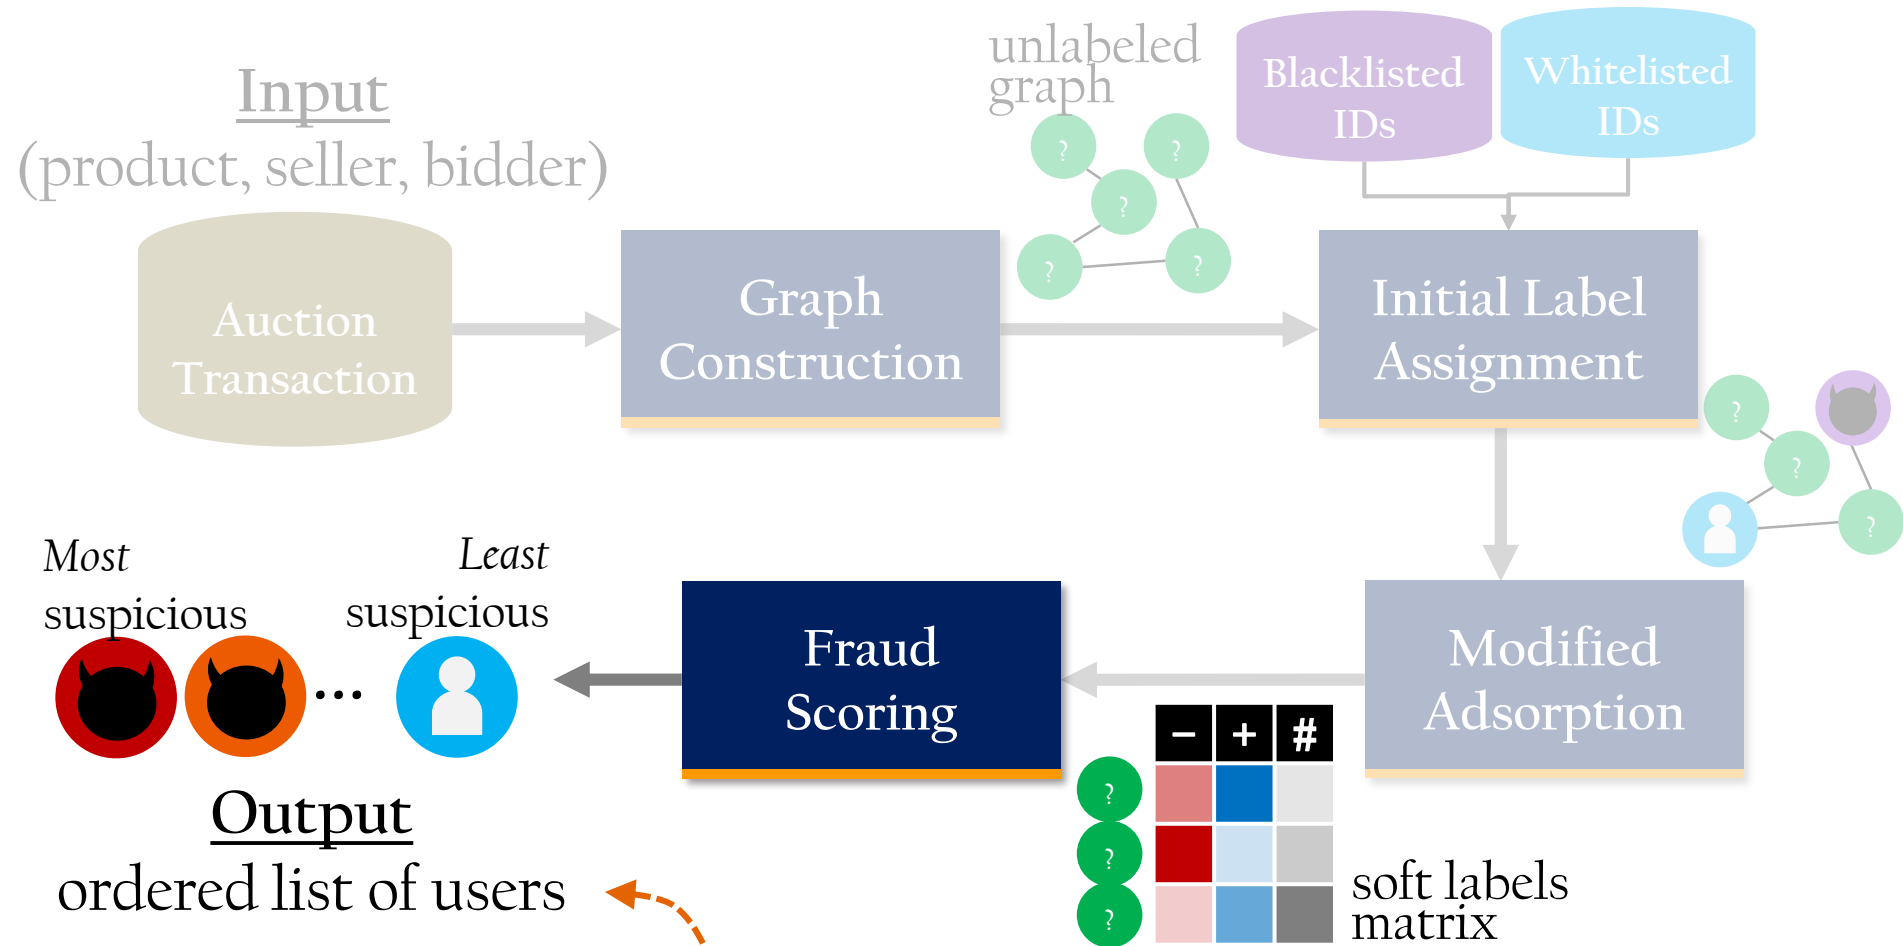 Input
(product, seller, bidder)
Auction
Transaction
Graph
Construction
unlabeled
graph
?
?
?
?
?
Blacklisted
IDs
Whitelisted
IDs
Initial Label
Assignment
?
?
?
Modified
Adsorption
− + #
?
?
?
soft labels
matrix
Fraud
Scoring
Most
suspicious
...
Least
suspicious
Output
ordered list of users